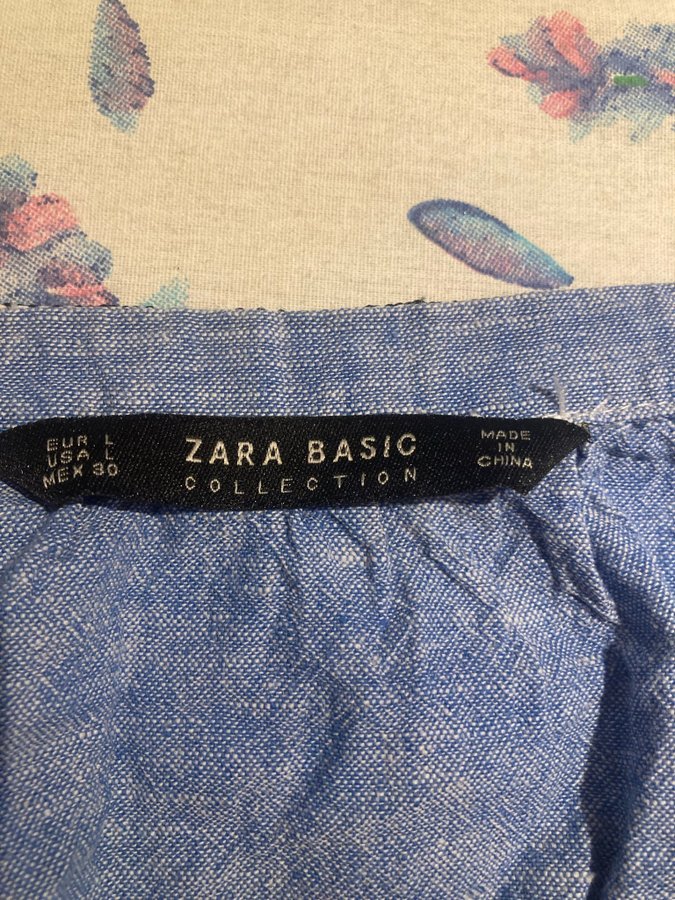 EUR L
USA L
MEX 30
ZARA BASIC
COLLECTION
MADE
IN
CHINA